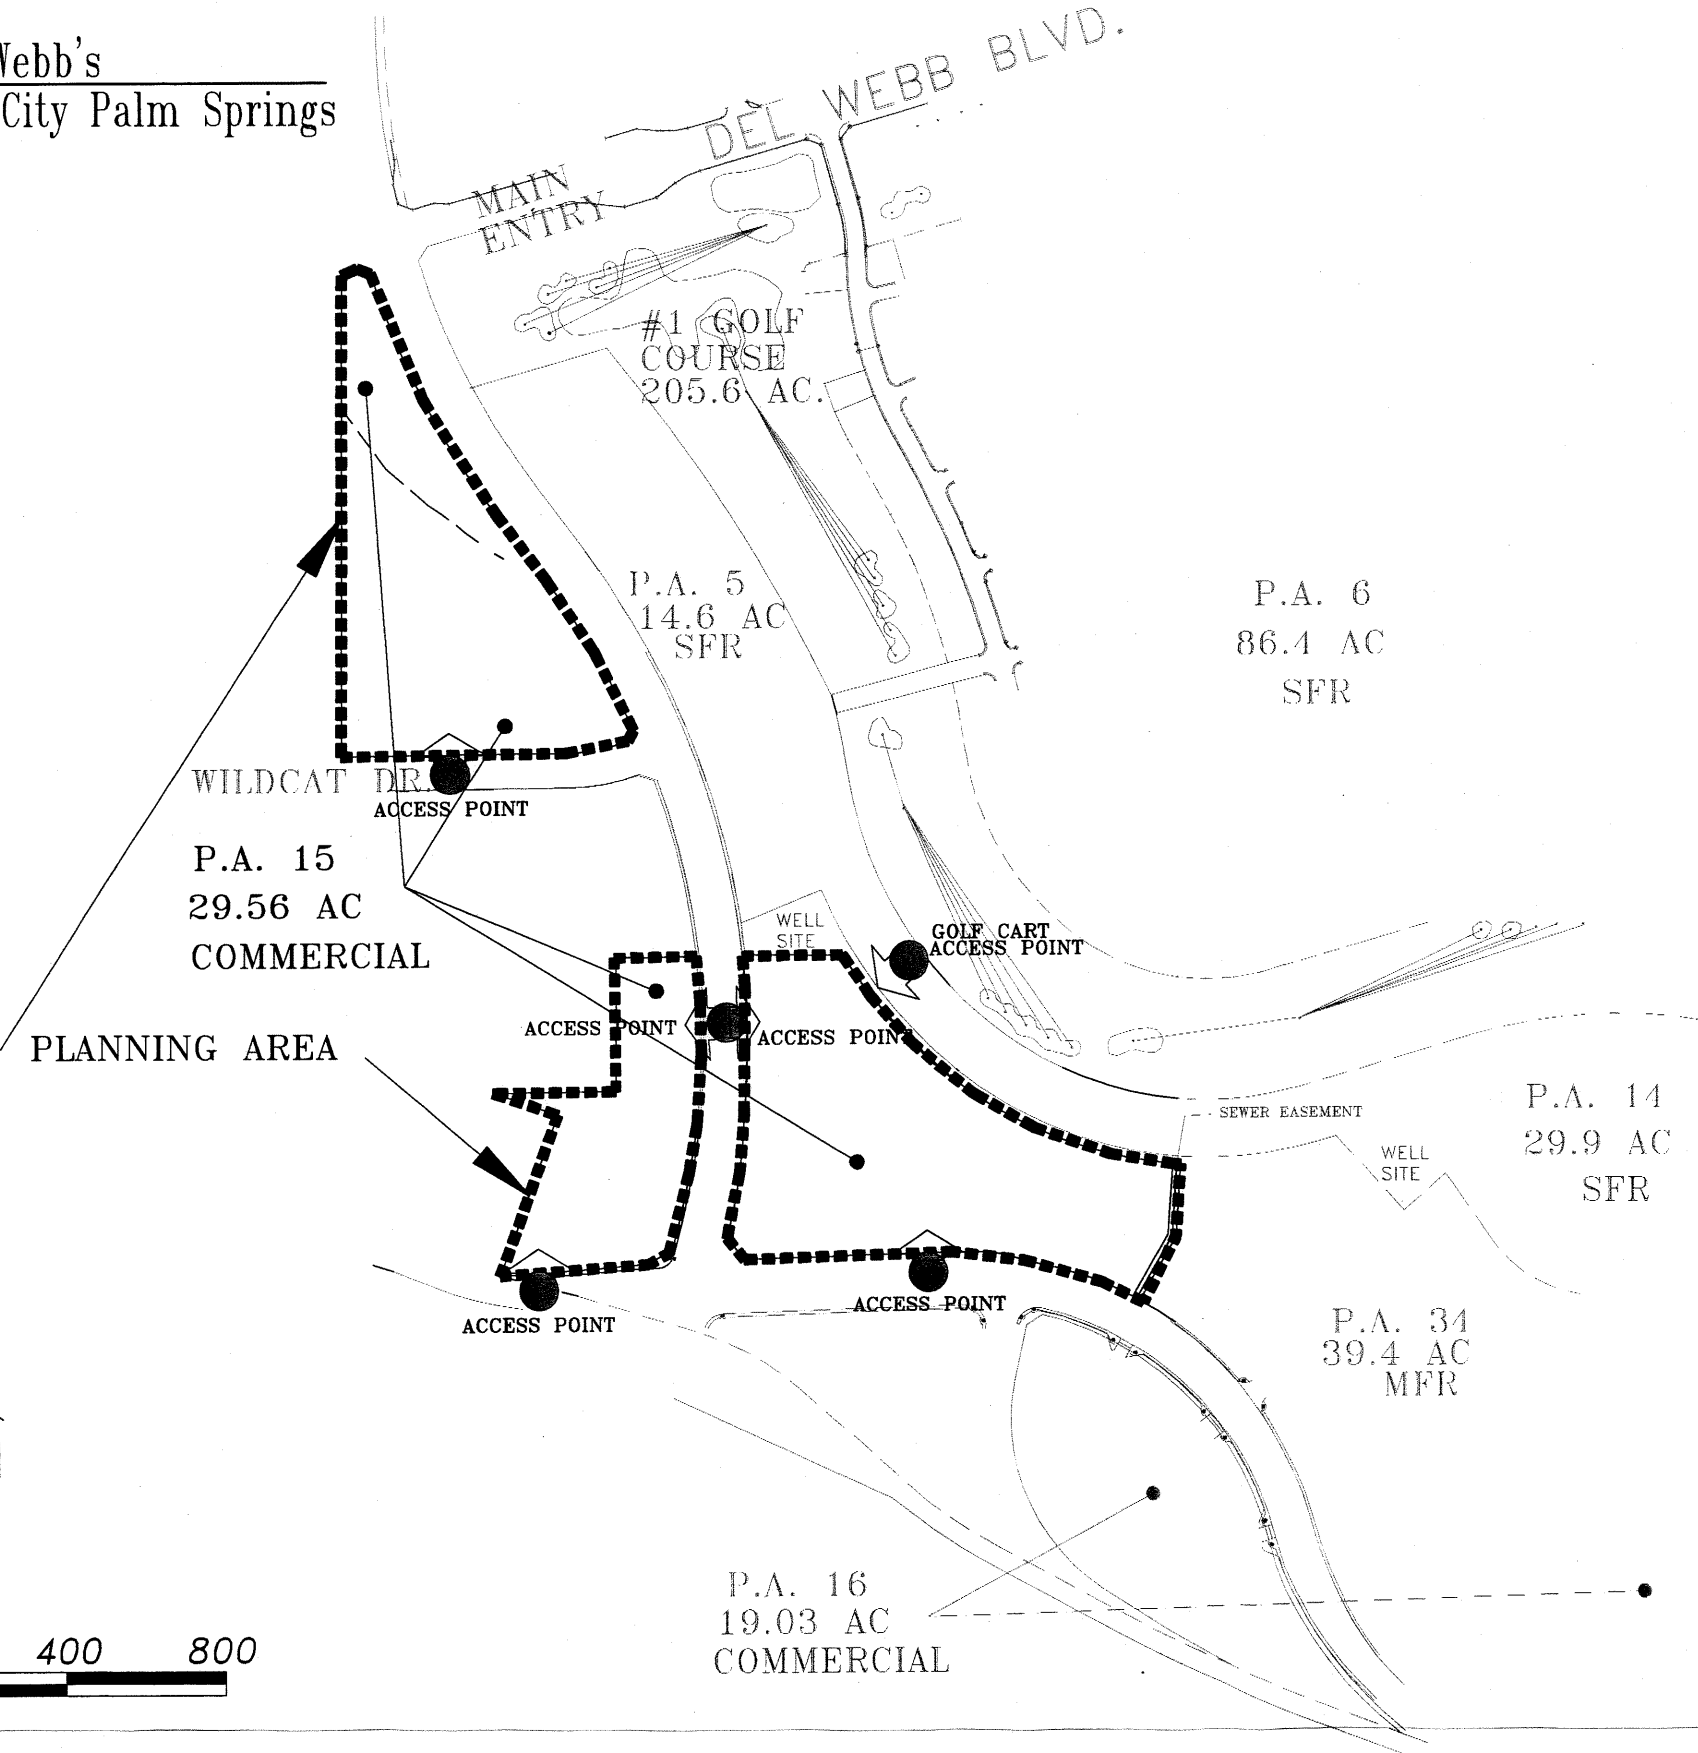 Webb's
City Palm Springs
DEL WEBB BLVD.
MAIN
ENTRY
#1 GOLF
COURSE
205.6 AC.
P.A. 5
14.6 AC
SFR
P.A. 6
86.4 AC
SFR
WILDCAT DR.
ACCESS POINT
P.A. 15
29.56 AC
COMMERCIAL
WELL
SITE
GOLF CART
ACCESS POINT
ACCESS POINT
ACCESS POINT
PLANNING AREA
SEWER EASEMENT
P.A. 14
29.9 AC
SFR
WELL
SITE
ACCESS POINT
ACCESS POINT
P.A. 34
39.4 AC
MFR
P.A. 16
19.03 AC
COMMERCIAL
400 800